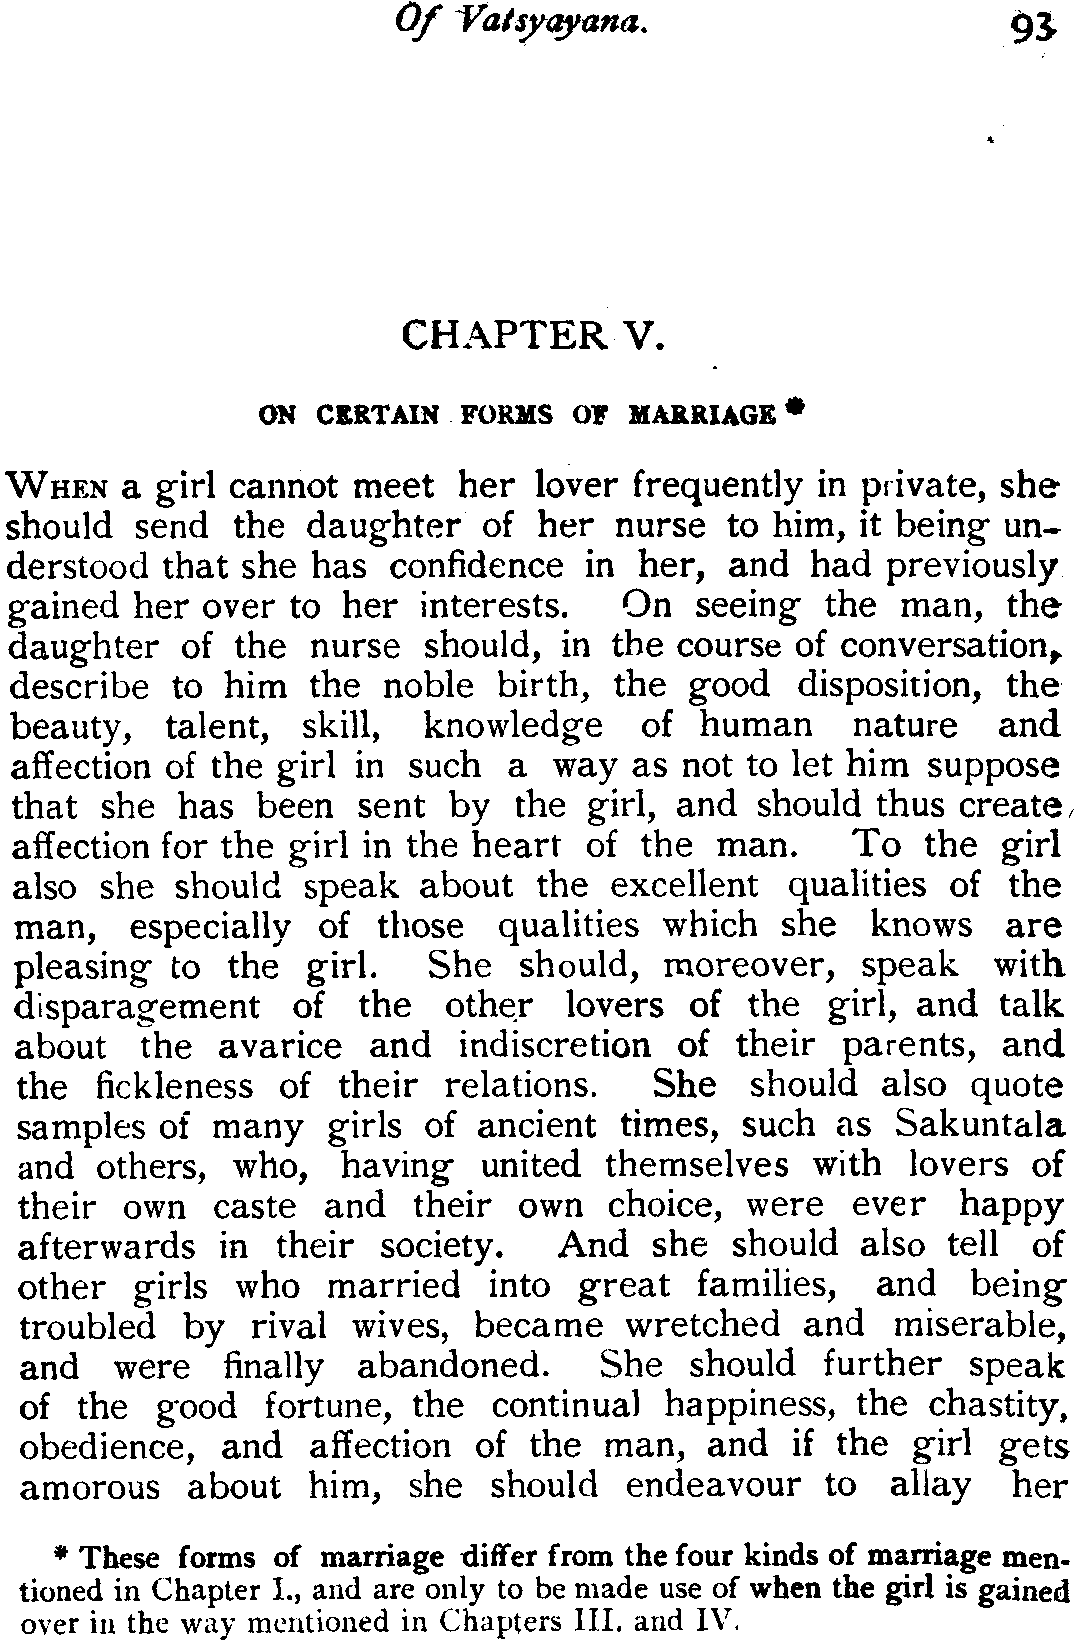 Of Vatsyayana. 93
CHAPTER V.
ON CERTAIN FORMS OF MARRIAGE *
WHEN a girl cannot meet her lover frequently in private, she
should send the daughter of her nurse to him, it being un-
derstood that she has confidence in her, and had previously
gained her over to her interests. On seeing the man, the
daughter of the nurse should, in the course of conversation,
describe to him the noble birth, the good disposition, the
beauty, talent, skill, knowledge of human nature and
affection of the girl in such a way as not to let him suppose
that she has been sent by the girl, and should thus create
affection for the girl in the heart of the man. To the girl
also she should speak about the excellent qualities of the
man, especially of those qualities which she knows are
pleasing to the girl. She should, moreover, speak with
disparagement of the other lovers of the girl, and talk
about the avarice and indiscretion of their parents, and
the fickleness of their relations. She should also quote
samples of many girls of ancient times, such as Sakuntala
and others, who, having united themselves with lovers of
their own caste and their own choice, were ever happy
afterwards in their society. And she should also tell of
other girls who married into great families, and being
troubled by rival wives, became wretched and miserable,
and were finally abandoned. She should further speak
of the good fortune, the continual happiness, the chastity,
obedience, and affection of the man, and if the girl gets
amorous about him, she should endeavour to allay her
* These forms of marriage differ from the four kinds of marriage men-
tioned in Chapter I., and are only to be made use of when the girl is gained
over in the way mentioned in Chapters III. and IV.